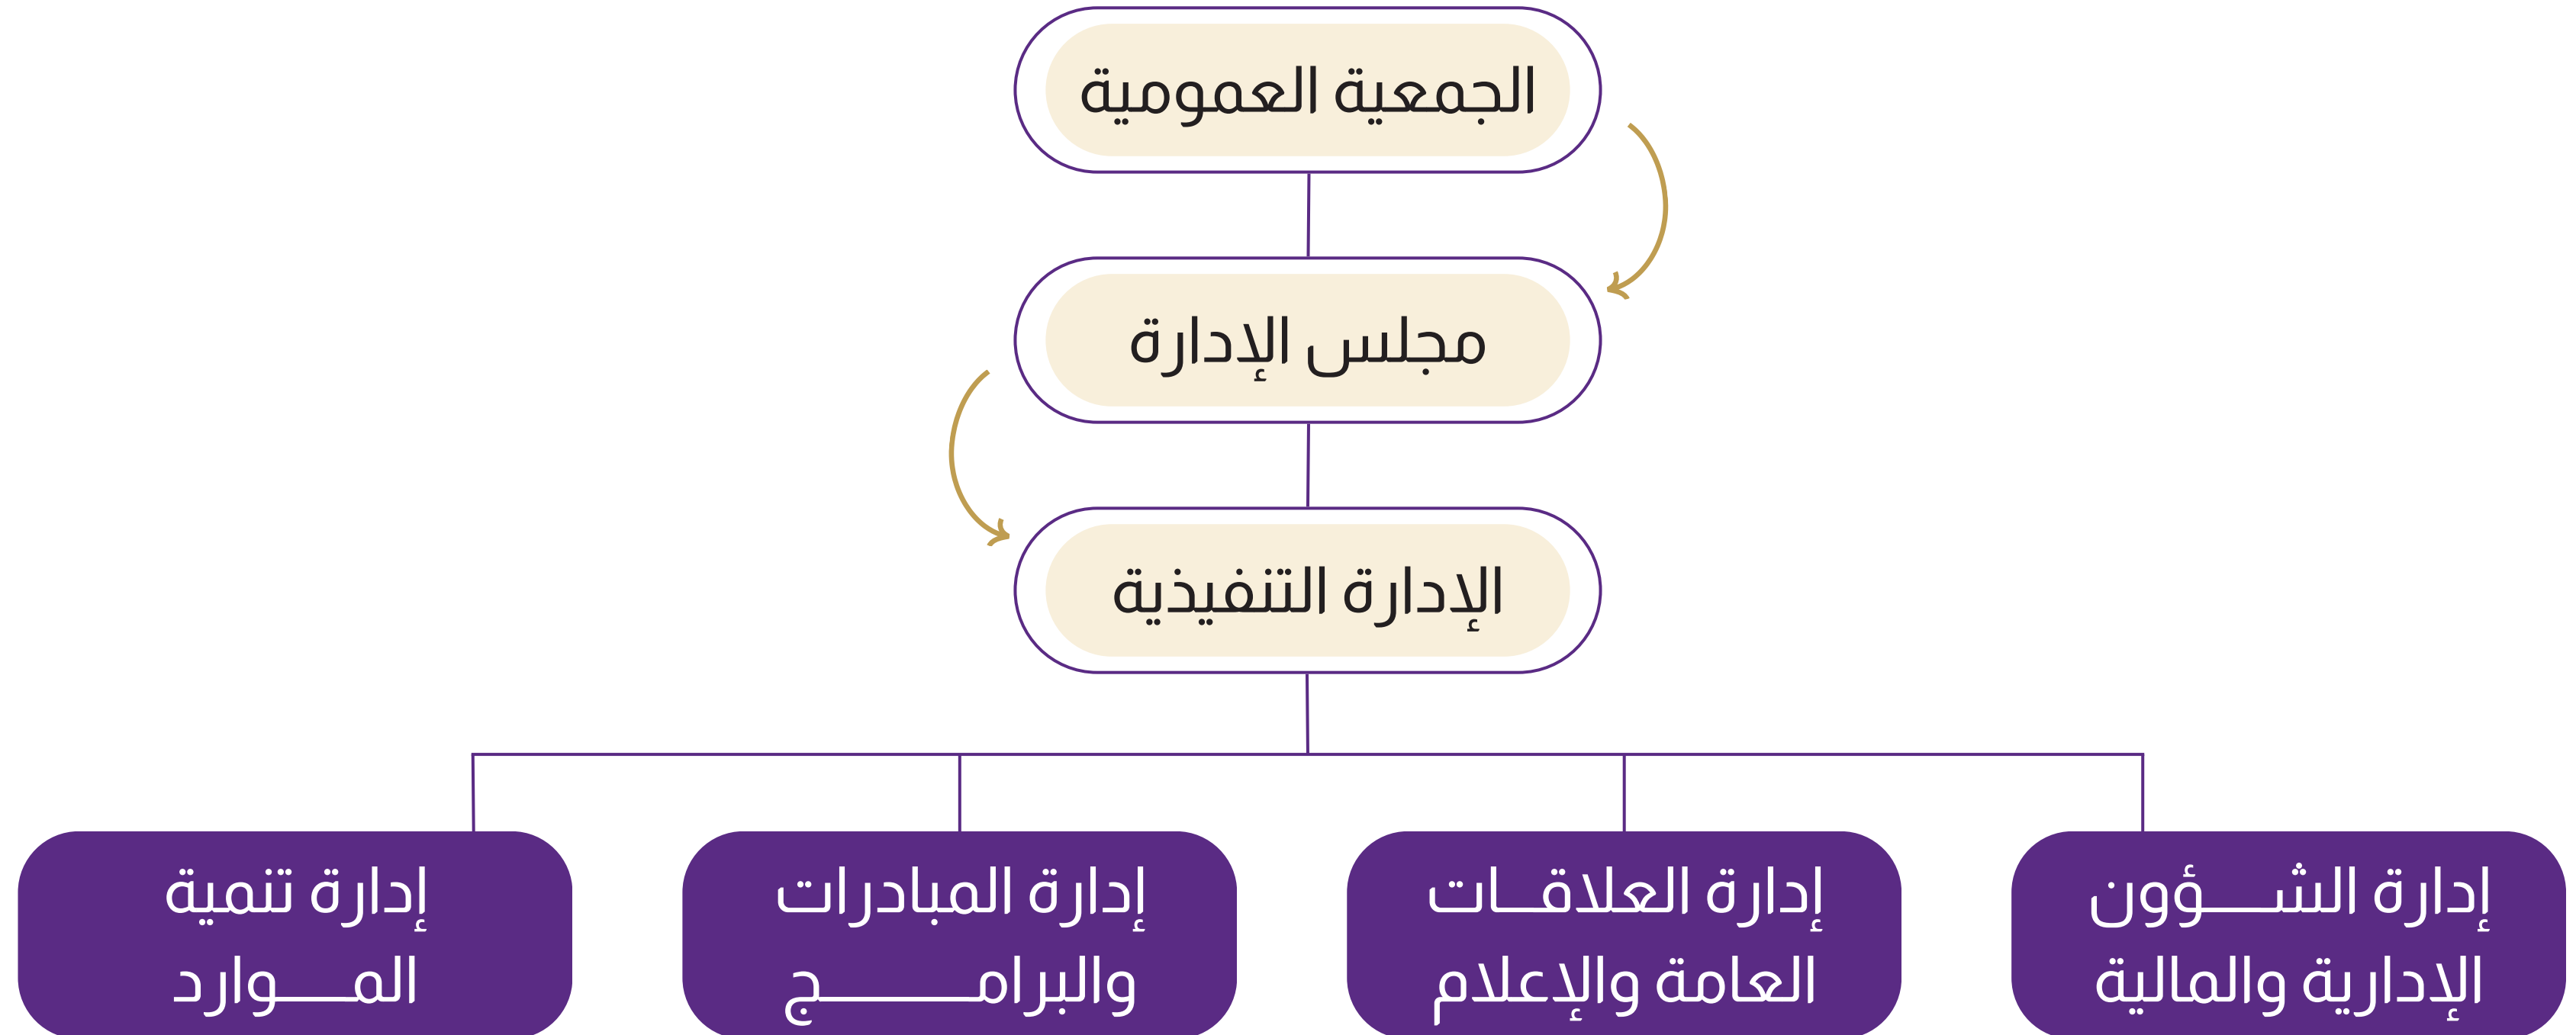 الجمعية العمومية
مجلس الإدارة
الإدارة التنفيذية
إدارة الشـــؤون
الإدارية والمالية
إدارة العلاقـــات
العامة والإعلام
إدارة المبادرات
والبرامـــــــج
إدارة تنمية
المـــوارد